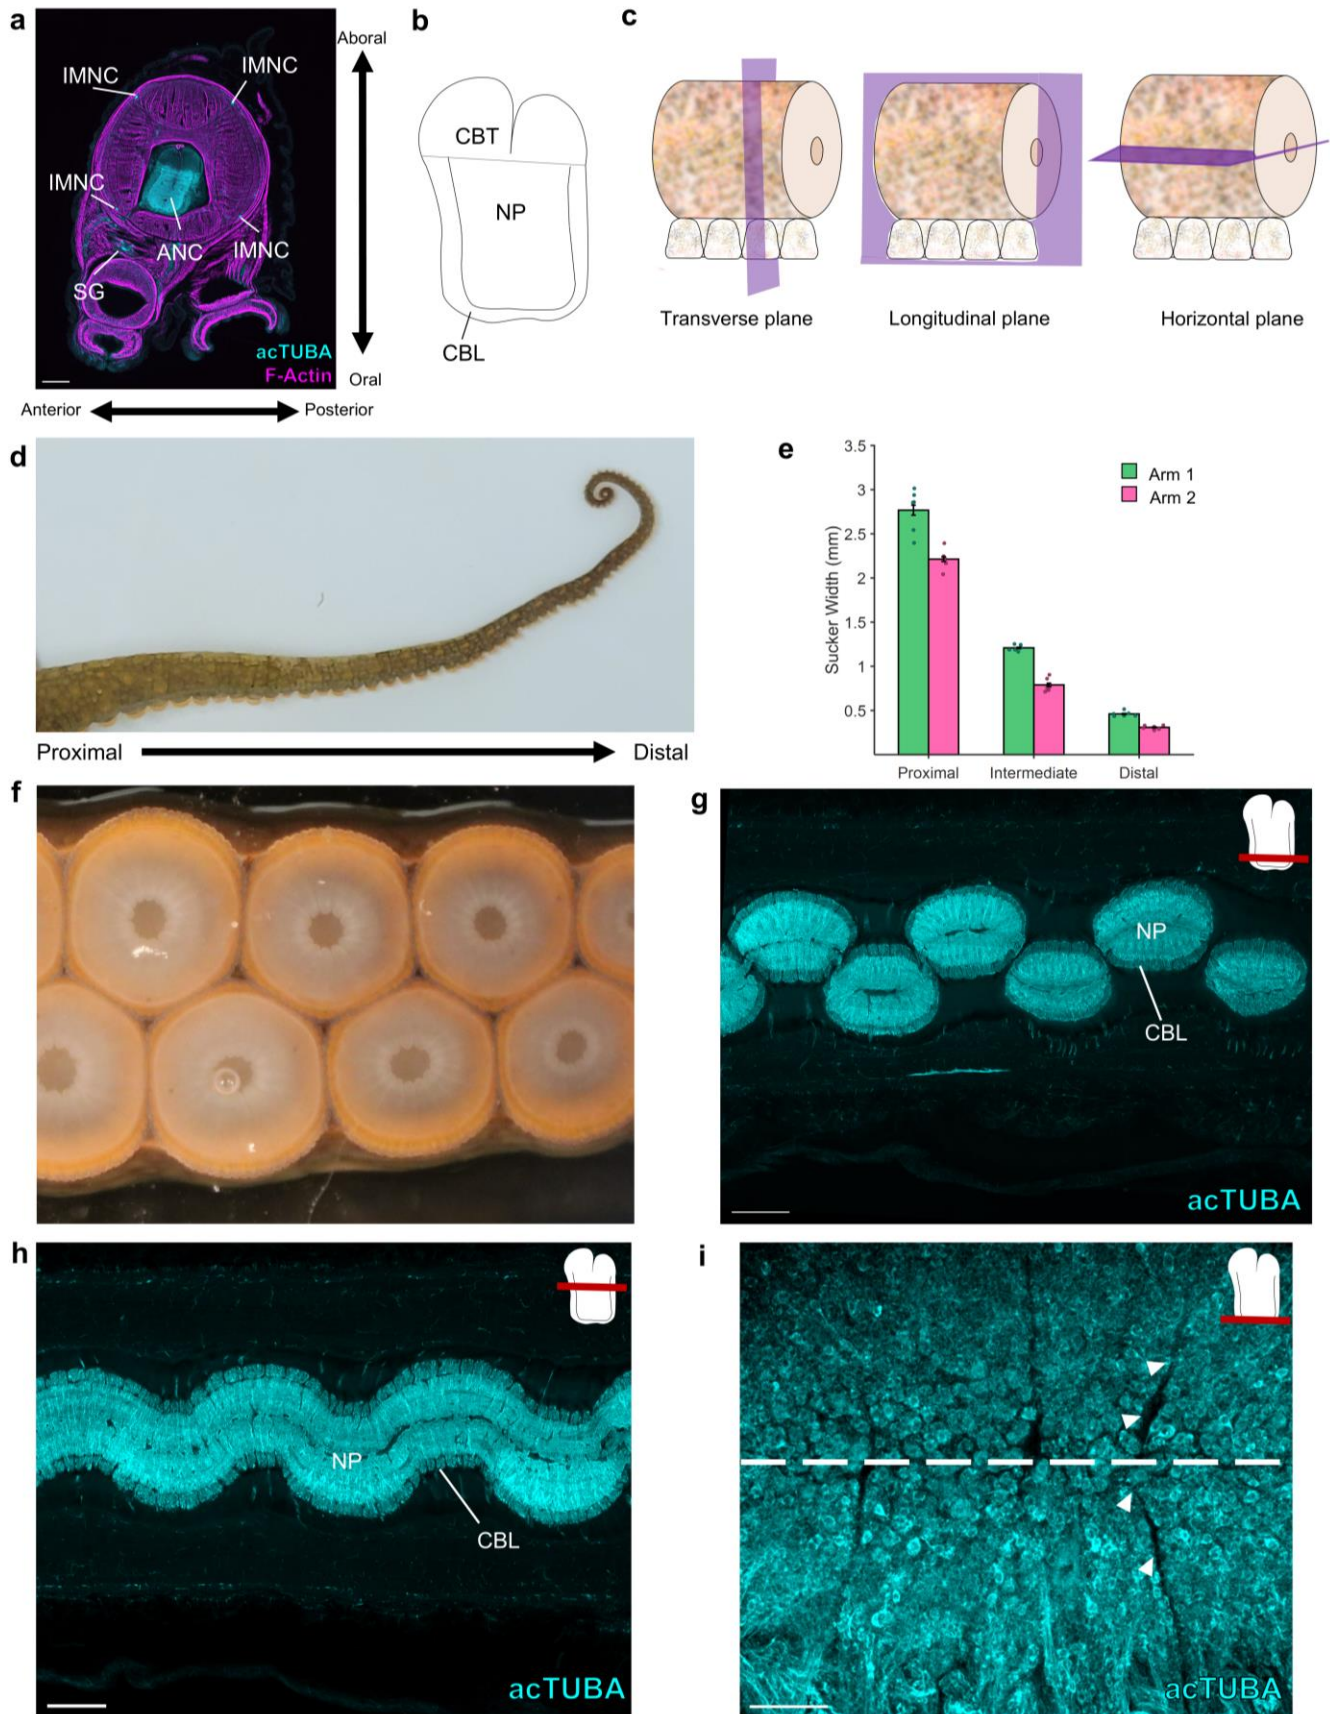 a
IMNC
IMNC
IMNC
ANC
IMNC
SG
acTUBA
F-Actin
Aboral
Oral
Anterior
Posterior
b
CBT
NP
CBL
c
Transverse plane
Longitudinal plane
Horizontal plane
d
Proximal
Distal
e
3.5
3
2.5
2
1.5
1
0.5
Sucker Width (mm)
Arm 1
Arm 2
Proximal
Intermediate
Distal
f
g
NP
CBL
acTUBA
h
NP
CBL
acTUBA
i
acTUBA